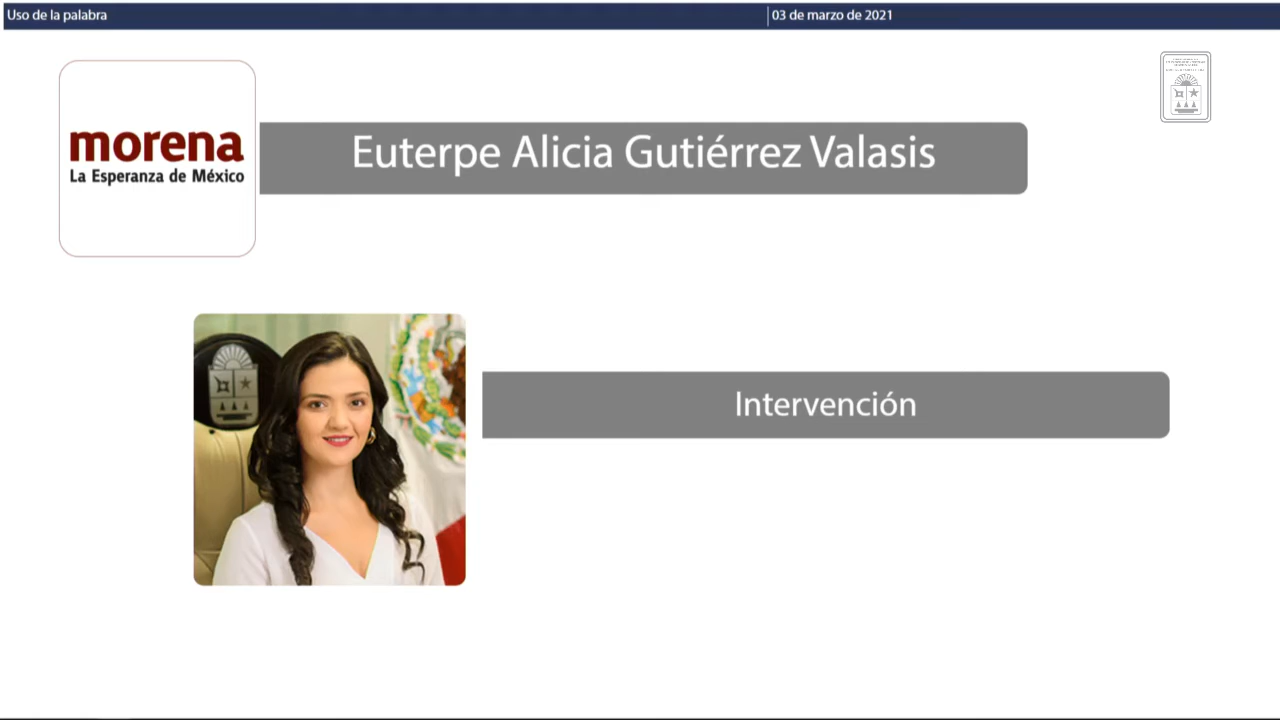 Uso de la palabra
03 de marzo de 2021
morena
La Esperanza de México
Euterpe Alicia Gutiérrez Valasis
Intervención